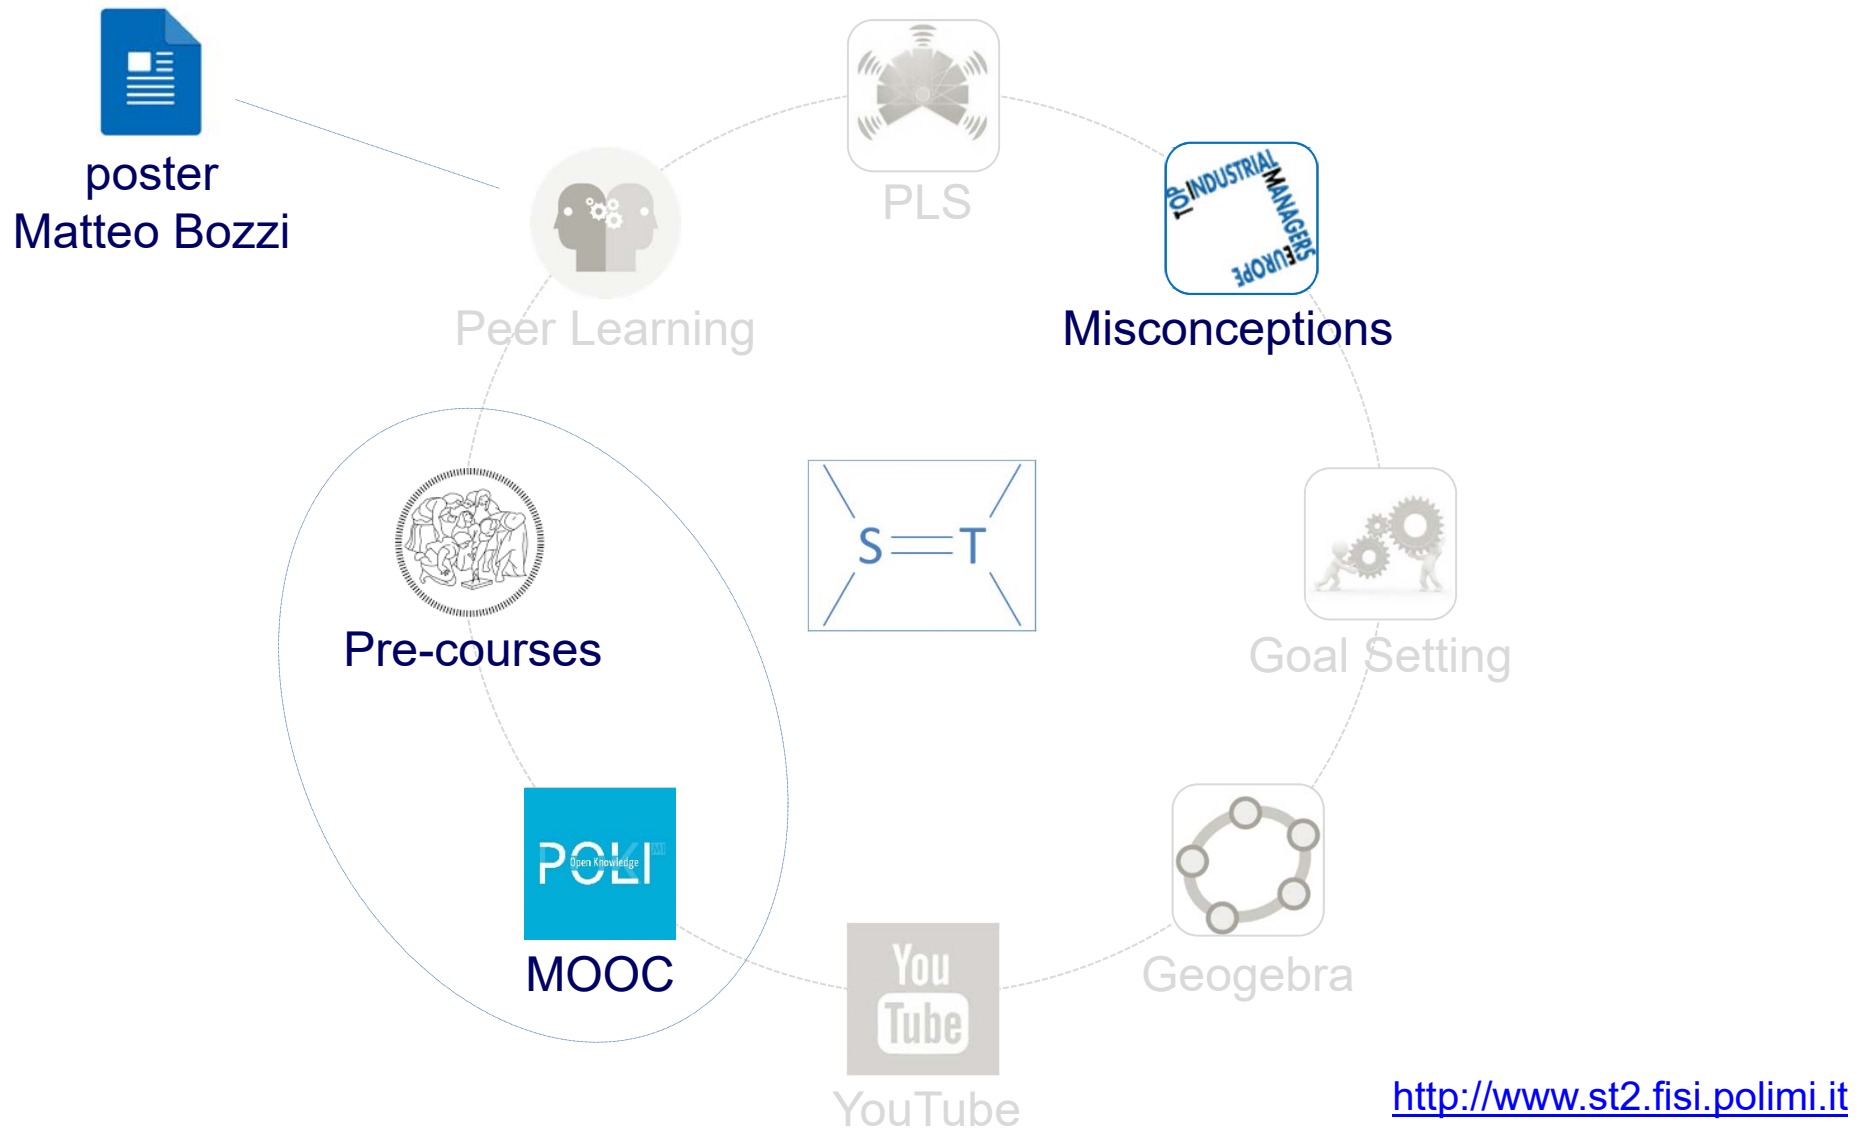 poster
Matteo Bozzi
PLS
TOP INDUSTRIAL MANAGERS EUROPE
Misconceptions
Peer Learning
S=T
Pre-courses
Goal Setting
POLI
Open Knowledge
MOOC
Geogebra
You
Tube
YouTube
http://www.st2.fisi.polimi.it